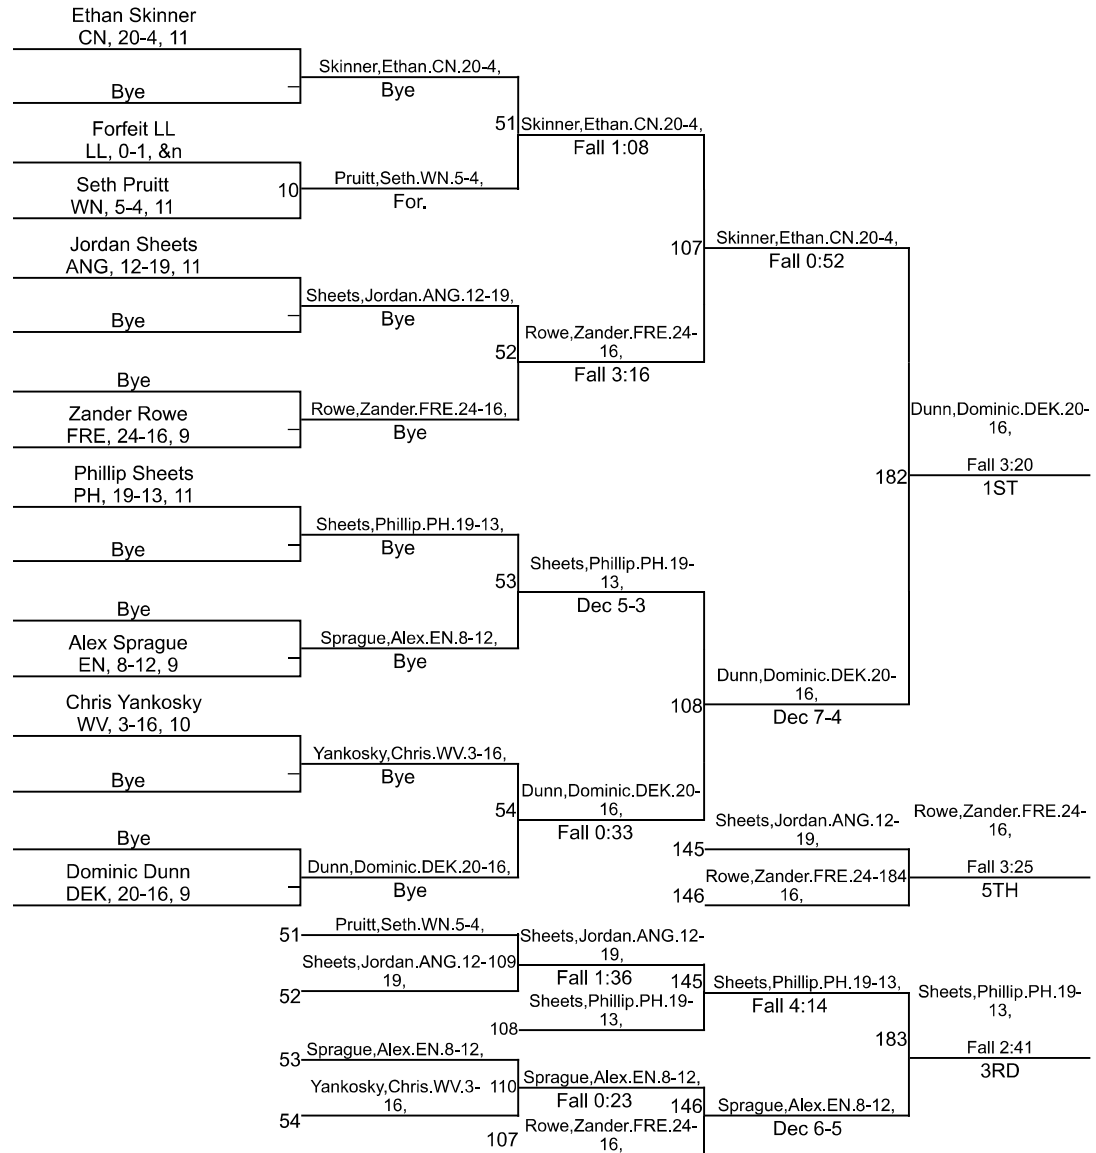 Ethan Skinner
CN, 20-4, 11
Skinner,Ethan.CN.20-4,
Bye
Bye
51
Skinner,Ethan.CN.20-4,
Fall 1:08
Forfeit LL
LL, 0-1, &n
10
Pruitt,Seth.WN.5-4,
For.
Seth Pruitt
WN, 5-4, 11
107
Skinner,Ethan.CN.20-4,
Fall 0:52
Jordan Sheets
ANG, 12-19, 11
Sheets,Jordan.ANG.12-19,
Bye
Bye
52
Rowe,Zander.FRE.24-
16,
Fall 3:16
Bye
Rowe,Zander.FRE.24-16,
Bye
Zander Rowe
FRE, 24-16, 9
182
Dunn,Dominic.DEK.20-
16,
Fall 3:20
1ST
Phillip Sheets
PH, 19-13, 11
Sheets,Phillip.PH.19-13,
Bye
Bye
53
Sheets,Phillip.PH.19-
13,
Dec 5-3
Bye
Sprague,Alex.EN.8-12,
Bye
Alex Sprague
EN, 8-12, 9
108
Dunn,Dominic.DEK.20-
16,
Dec 7-4
Chris Yankosky
WV, 3-16, 10
Yankosky,Chris.WV.3-16,
Bye
Bye
54
Dunn,Dominic.DEK.20-
16,
Fall 0:33
Bye
Dunn,Dominic.DEK.20-16,
Bye
Dominic Dunn
DEK, 20-16, 9
145
Sheets,Jordan.ANG.12-
19,
146
Rowe,Zander.FRE.24-
16,
184
Rowe,Zander.FRE.24-
16,
Fall 3:25
5TH
51
Pruitt,Seth.WN.5-4,
52
Sheets,Jordan.ANG.12-
19,
109
Sheets,Jordan.ANG.12-
19,
Fall 1:36
108
Sheets,Phillip.PH.19-
13,
145
Sheets,Phillip.PH.19-13,
Fall 4:14
183
Sheets,Phillip.PH.19-
13,
Fall 2:41
3RD
53
Sprague,Alex.EN.8-12,
54
Yankosky,Chris.WV.3-
16,
110
Sprague,Alex.EN.8-12,
Fall 0:23
107
Rowe,Zander.FRE.24-
16,
146
Sprague,Alex.EN.8-12,
Dec 6-5